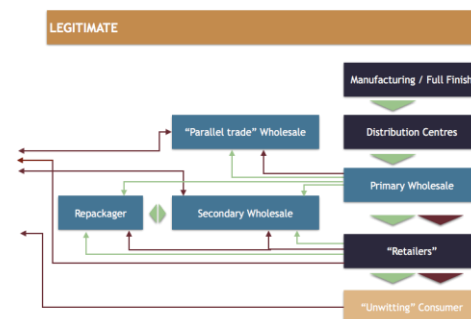 LEGITIMATE
Manufacturing / Full Finish
“Parallel trade” Wholesale
Distribution Centres
Primary Wholesale
Repackager
Secondary Wholesale
“Retailers”
“Unwitting” Consumer